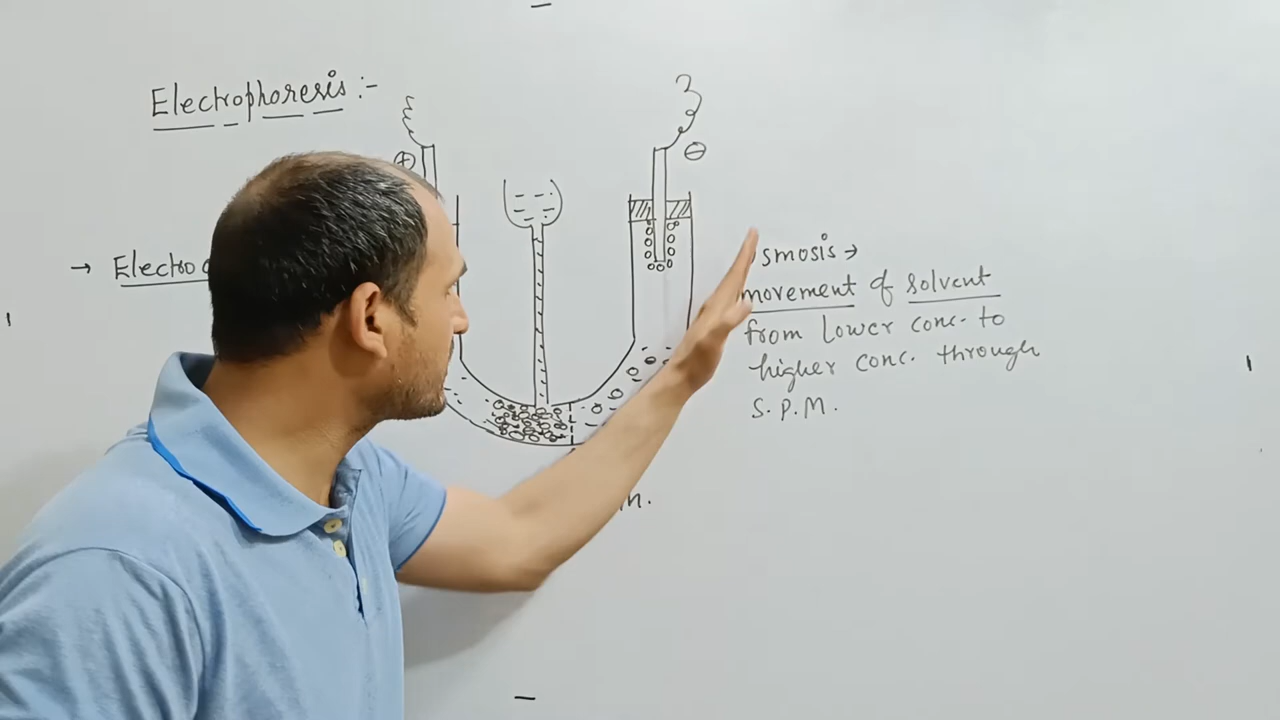 Electrophoresis :-
+
−
→ Electro
smosis →
movement of solvent
from lower conc. to
higher conc. through
S.P.M.